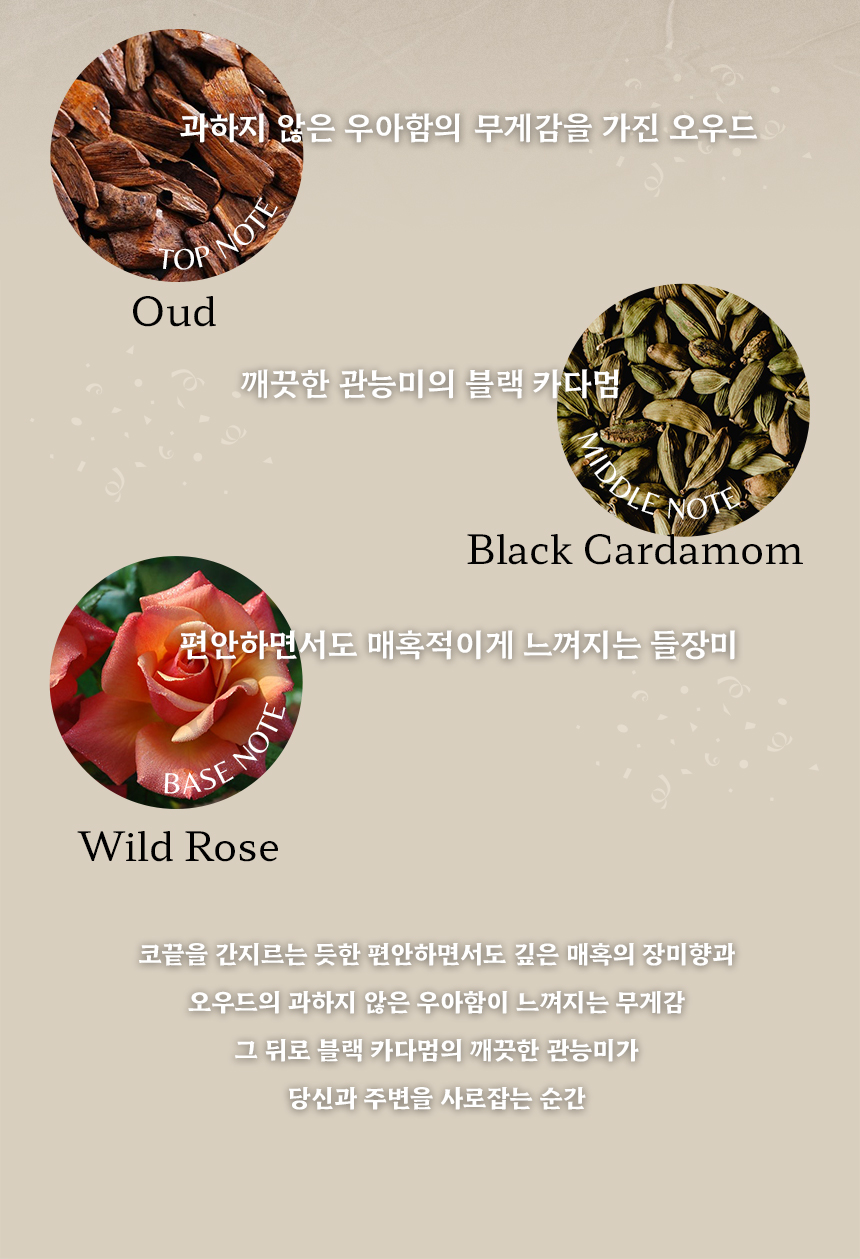 과하지 않은 우아함의 무게감을 가진 오우드
TOP NOTE
Oud
깨끗한 관능미의 블랙 카다멈
MIDDLE NOTE
Black Cardamom
편안하면서도 매혹적이게 느껴지는 들장미
BASE NOTE
Wild Rose
코끝을 간지르는 듯한 편안하면서도 깊은 매혹의 장미향과
오우드의 과하지 않은 우아함이 느껴지는 무게감
그 뒤로 블랙 카다멈의 깨끗한 관능미가
당신과 주변을 사로잡는 순간